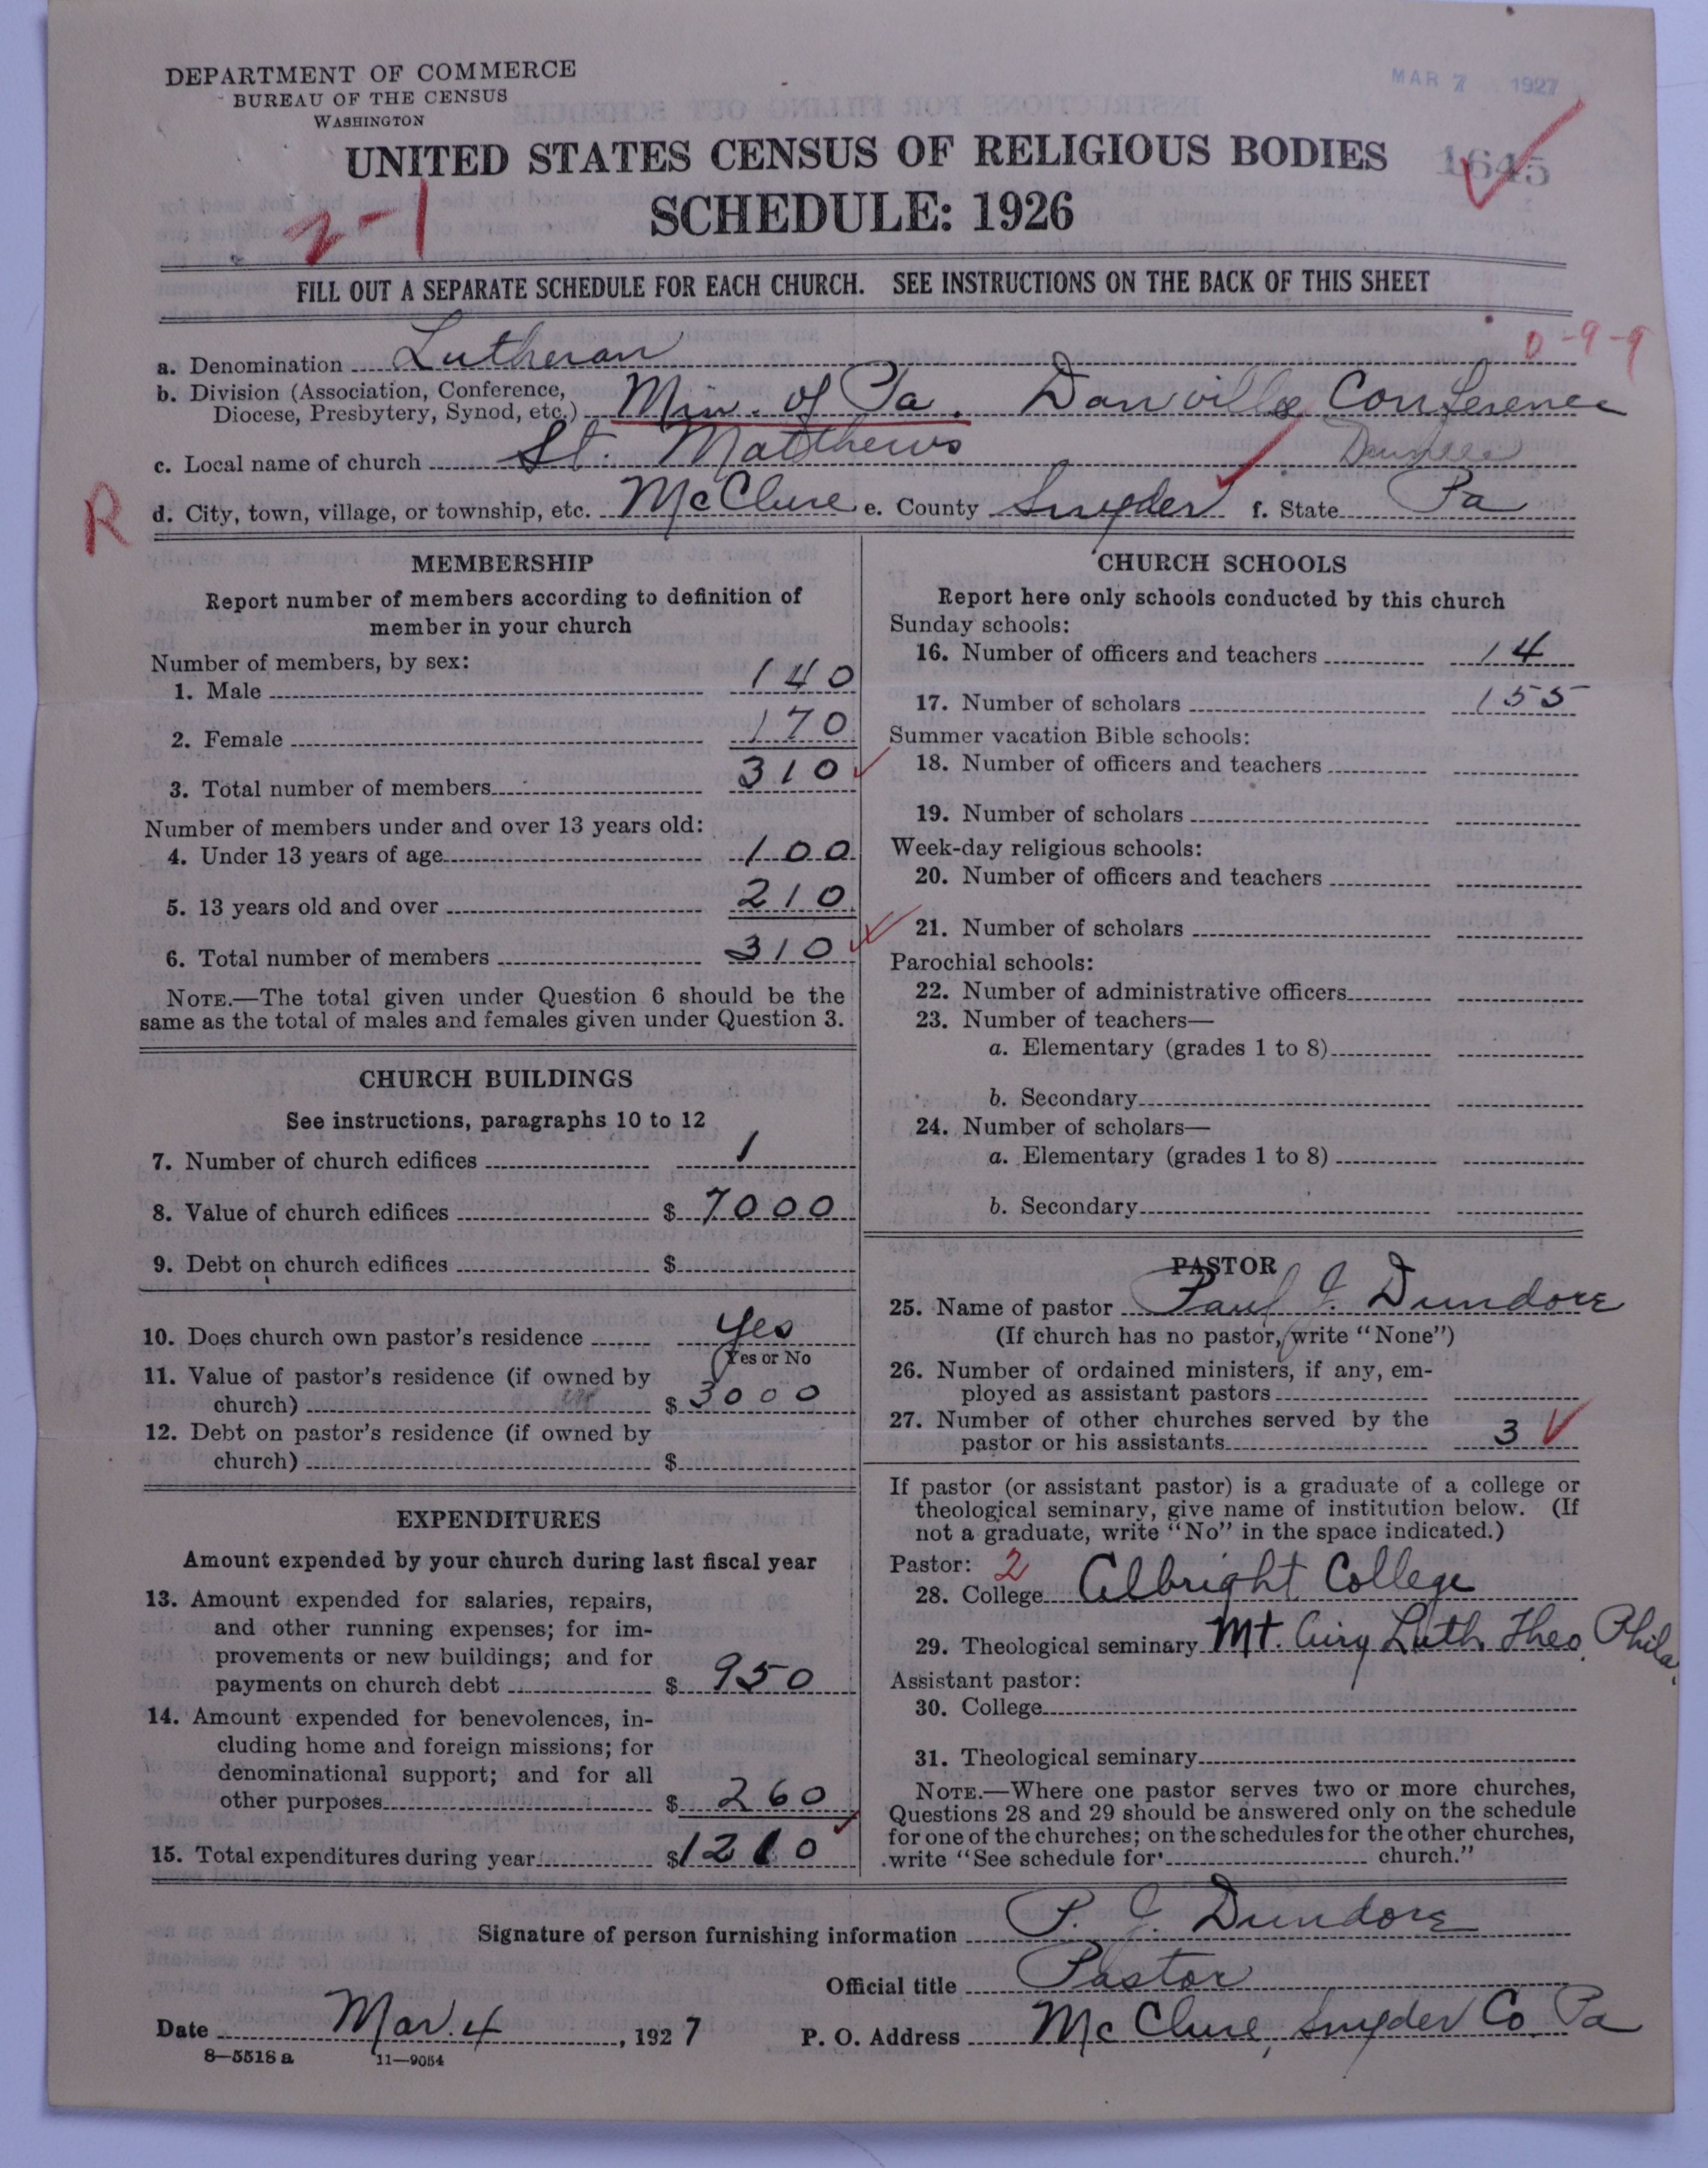 DEPARTMENT OF COMMERCE
BUREAU OF THE CENSUS
WASHINGTON
MAR 7 1927
UNITED STATES CENSUS OF RELIGIOUS BODIES
1645
SCHEDULE: 1926
2-1
FILL OUT A SEPARATE SCHEDULE FOR EACH CHURCH. SEE INSTRUCTIONS ON THE BACK OF THIS SHEET
0-9-9
a. Denomination Lutheran
b. Division (Association, Conference,
Diocese, Presbytery, Synod, etc.) Min. of Pa. Danville Conference
c. Local name of church St. Matthews
R
d. City, town, village, or township, etc. McClure e. County Snyder f. State Pa
MEMBERSHIP
Report number of members according to definition of
member in your church
Number of members, by sex:
1. Male 140
2. Female 170
3. Total number of members 310
Number of members under and over 13 years old:
4. Under 13 years of age 100
5. 13 years old and over 210
6. Total number of members 310
NOTE.—The total given under Question 6 should be the
same as the total of males and females given under Question 3.
CHURCH BUILDINGS
See instructions, paragraphs 10 to 12
7. Number of church edifices 1
8. Value of church edifices $ 7000
9. Debt on church edifices $
10. Does church own pastor's residence Yes
Yes or No
11. Value of pastor's residence (if owned by
church) $ 3000
12. Debt on pastor's residence (if owned by
church) $
EXPENDITURES
Amount expended by your church during last fiscal year
13. Amount expended for salaries, repairs,
and other running expenses; for im-
provements or new buildings; and for
payments on church debt $ 950
14. Amount expended for benevolences, in-
cluding home and foreign missions; for
denominational support; and for all
other purposes $ 260
15. Total expenditures during year $ 1210
CHURCH SCHOOLS
Report here only schools conducted by this church
Sunday schools:
16. Number of officers and teachers 14
17. Number of scholars 155
Summer vacation Bible schools:
18. Number of officers and teachers
19. Number of scholars
Week-day religious schools:
20. Number of officers and teachers
21. Number of scholars
Parochial schools:
22. Number of administrative officers
23. Number of teachers—
a. Elementary (grades 1 to 8)
b. Secondary
24. Number of scholars—
a. Elementary (grades 1 to 8)
b. Secondary
PASTOR
25. Name of pastor Paul J. Dundore
(If church has no pastor, write "None")
26. Number of ordained ministers, if any, em-
ployed as assistant pastors
27. Number of other churches served by the
pastor or his assistants 3
If pastor (or assistant pastor) is a graduate of a college or
theological seminary, give name of institution below. (If
not a graduate, write "No" in the space indicated.)
Pastor: 2
28. College Albright College
29. Theological seminary Mt. Airy Luth. Theo. Phila.
Assistant pastor:
30. College
31. Theological seminary
NOTE.—Where one pastor serves two or more churches,
Questions 28 and 29 should be answered only on the schedule
for one of the churches; on the schedules for the other churches,
write "See schedule for church."
Signature of person furnishing information P. J. Dundore
Official title Pastor
Date Mar. 4, 1927 P. O. Address McClure, Snyder Co. Pa
8—5518 a 11—9054